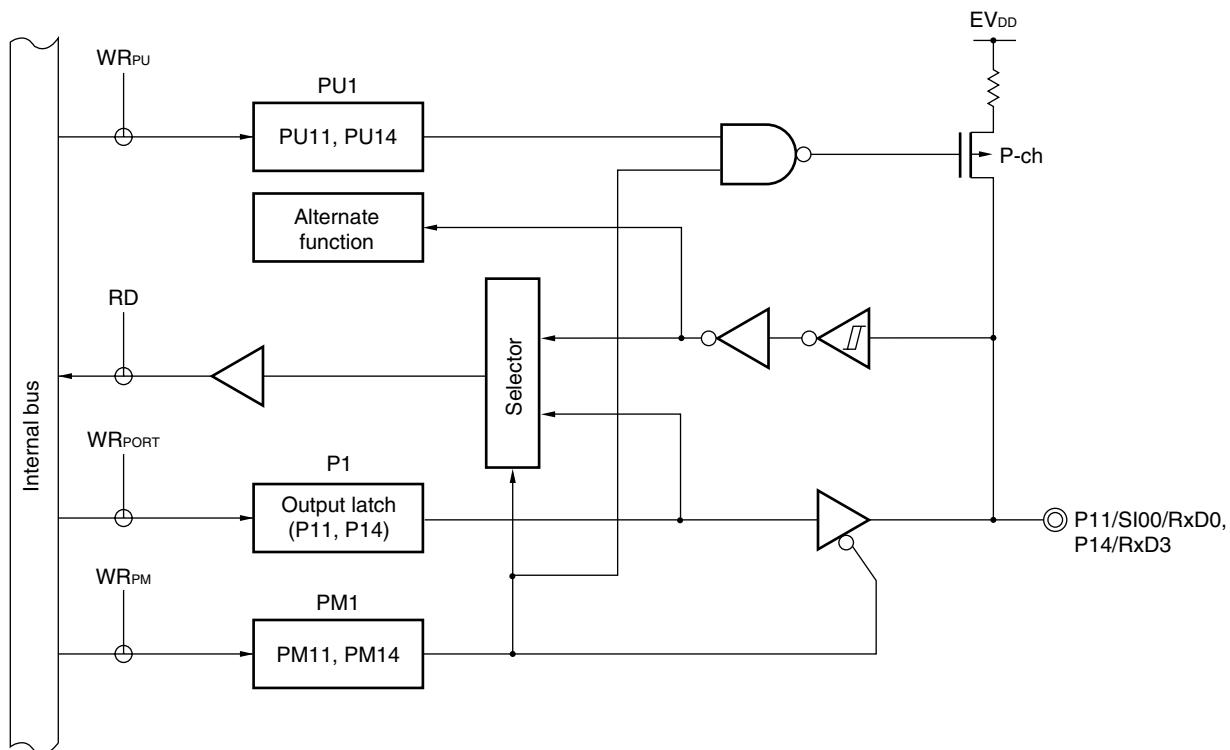 EVDD
WRPU
PU1
PU11, PU14
P-ch
Alternate
function
RD
Selector
Internal bus
WRPORT
P1
Output latch
(P11, P14)
P11/SI00/RxD0,
P14/RxD3
WRPM
PM1
PM11, PM14